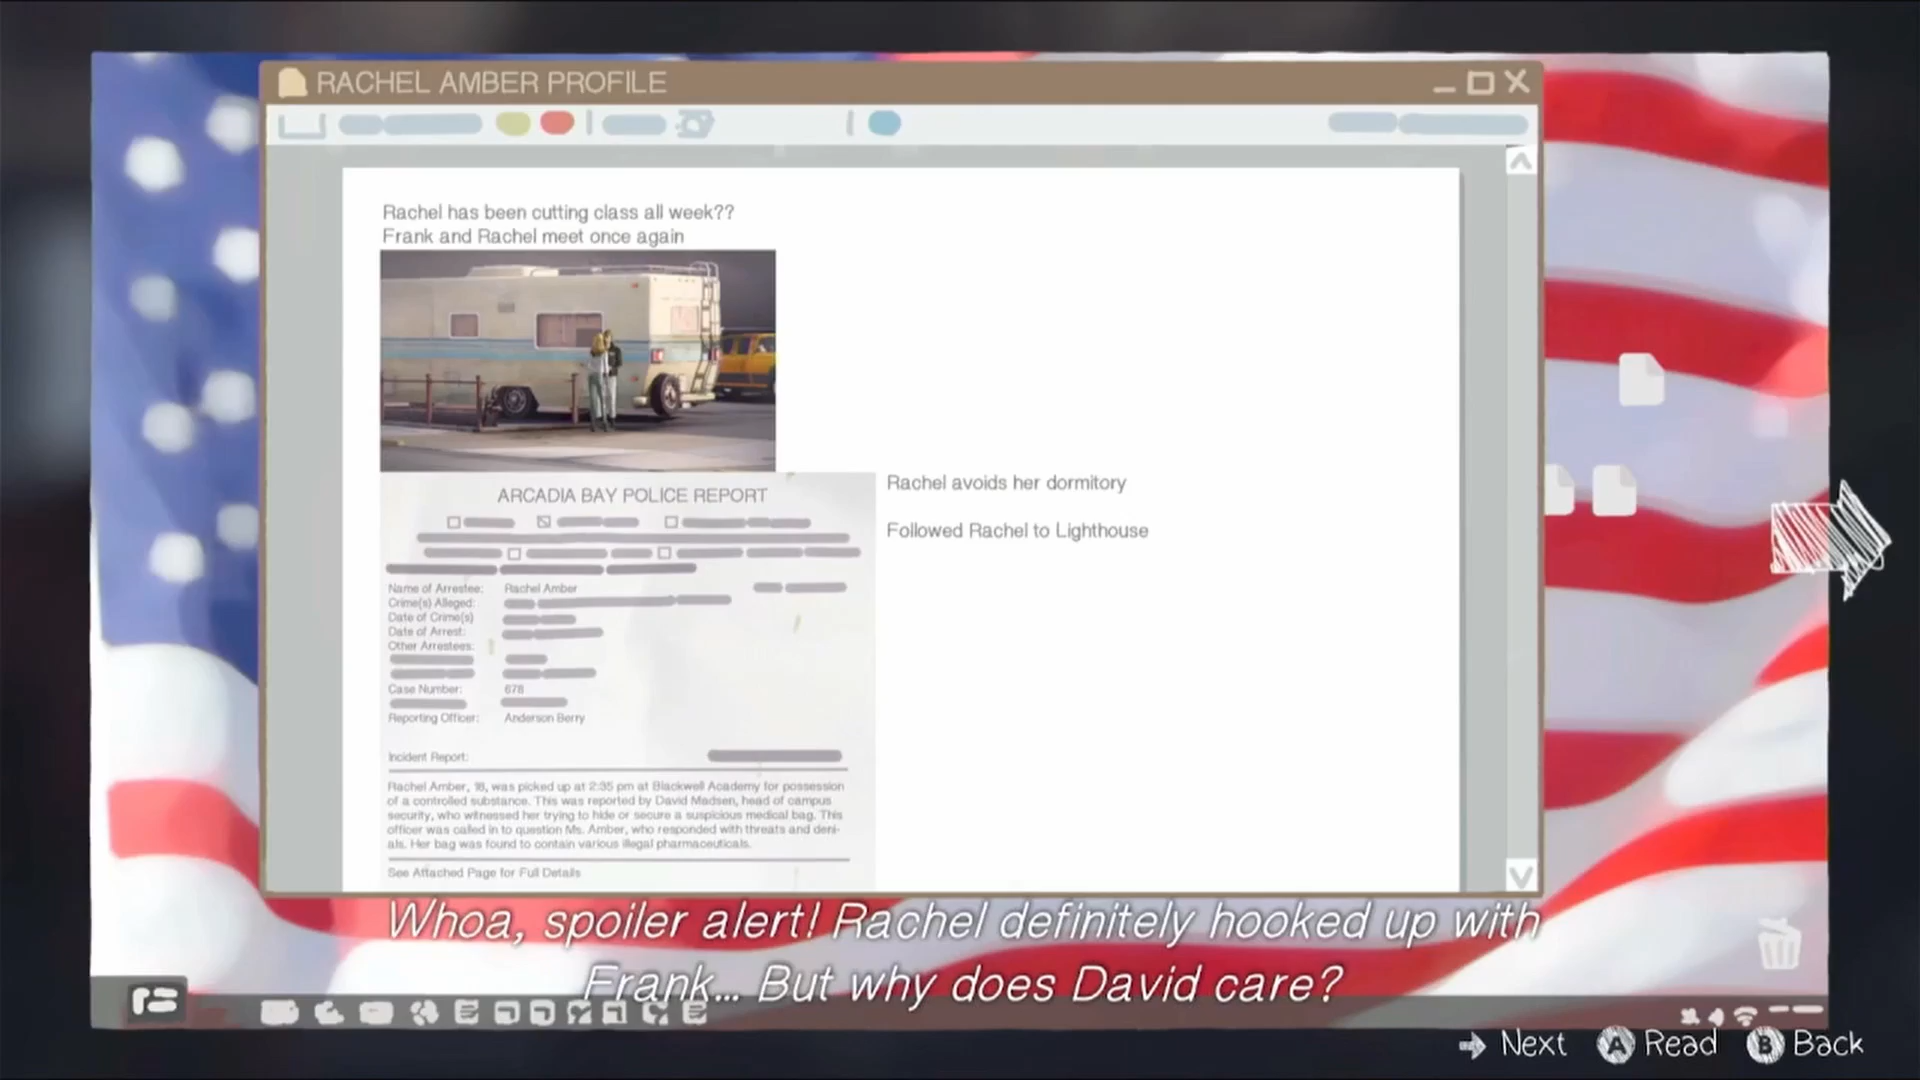 RACHEL AMBER PROFILE
Rachel has been cutting class all week??
Frank and Rachel meet once again
ARCADIA BAY POLICE REPORT
Name of Arrestee: Rachel Amber
Crime(s) Alleged:
Date of Crime(s)
Date of Arrest:
Other Arrestees:
Case Number: 678
Reporting Officer: Anderson Berry
Incident Report:
Rachel Amber, 18, was picked up at 2:35 pm at Blackwell Academy for possession
of a controlled substance. This was reported by David Madsen, head of campus
security, who witnessed her trying to hide or secure a suspicious medical bag. This
officer was called in to question Ms. Amber, who responded with threats and deni-
als. Her bag was found to contain various illegal pharmaceuticals.
See Attached Page for Full Details
Rachel avoids her dormitory
Followed Rachel to Lighthouse
Whoa, spoiler alert! Rachel definitely hooked up with
Frank... But why does David care?
Next A Read B Back